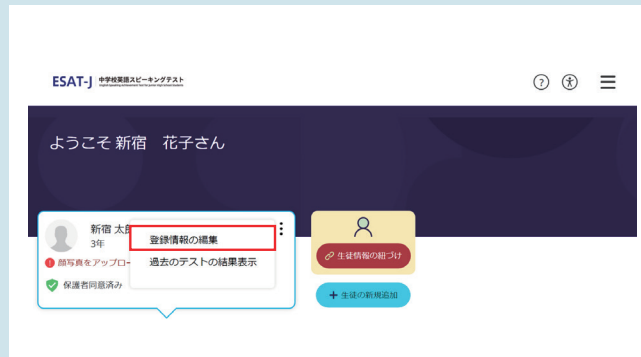 ESAT-J 中学校英語スピーキングテスト
ようこそ 新宿　花子さん
新宿 太郎
3年
登録情報の編集
過去のテストの結果表示
顔写真をアップロー
保護者同意済み
生徒情報の紐づけ
+ 生徒の新規追加